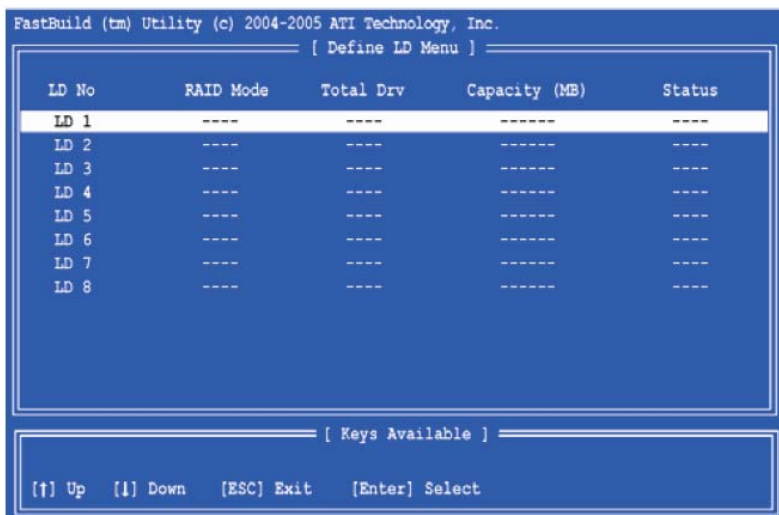 FastBuild (tm) Utility (c) 2004-2005 ATI Technology, Inc.
[ Define LD Menu ]
LD No RAID Mode Total Drv Capacity (MB) Status
LD 1 ---- ---- ------ ----
LD 2 ---- ---- ------ ----
LD 3 ---- ---- ------ ----
LD 4 ---- ---- ------ ----
LD 5 ---- ---- ------ ----
LD 6 ---- ---- ------ ----
LD 7 ---- ---- ------ ----
LD 8 ---- ---- ------ ----
[ Keys Available ]
[↑] Up [↓] Down [ESC] Exit [Enter] Select